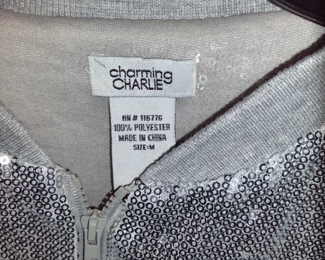 charming
CHARLIE
RN # 116776
100% POLYESTER
MADE IN CHINA
SIZE: M